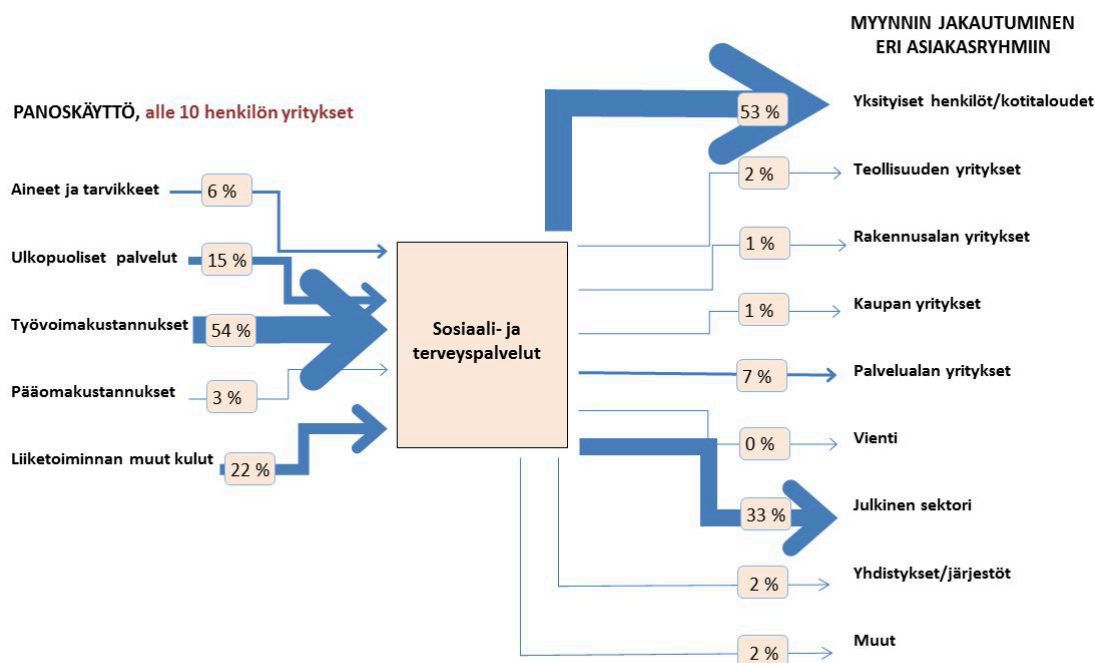 MYYNNIN JAKAUTUMINEN
ERI ASIAKASRYHMIIN
PANOSKÄYTTÖ, alle 10 henkilön yritykset
Aineet ja tarvikkeet
6 %
Ulkopuoliset palvelut
15 %
Työvoimakustannukset
54 %
Pääomakustannukset
3 %
Liiketoiminnan muut kulut
22 %
Sosiaali- ja
terveyspalvelut
53 %
Yksityiset henkilöt/kotitaloudet
2 %
Teollisuuden yritykset
1 %
Rakennusalan yritykset
1 %
Kaupan yritykset
7 %
Palvelualan yritykset
0 %
Vienti
33 %
Julkinen sektori
2 %
Yhdistykset/järjestöt
2 %
Muut